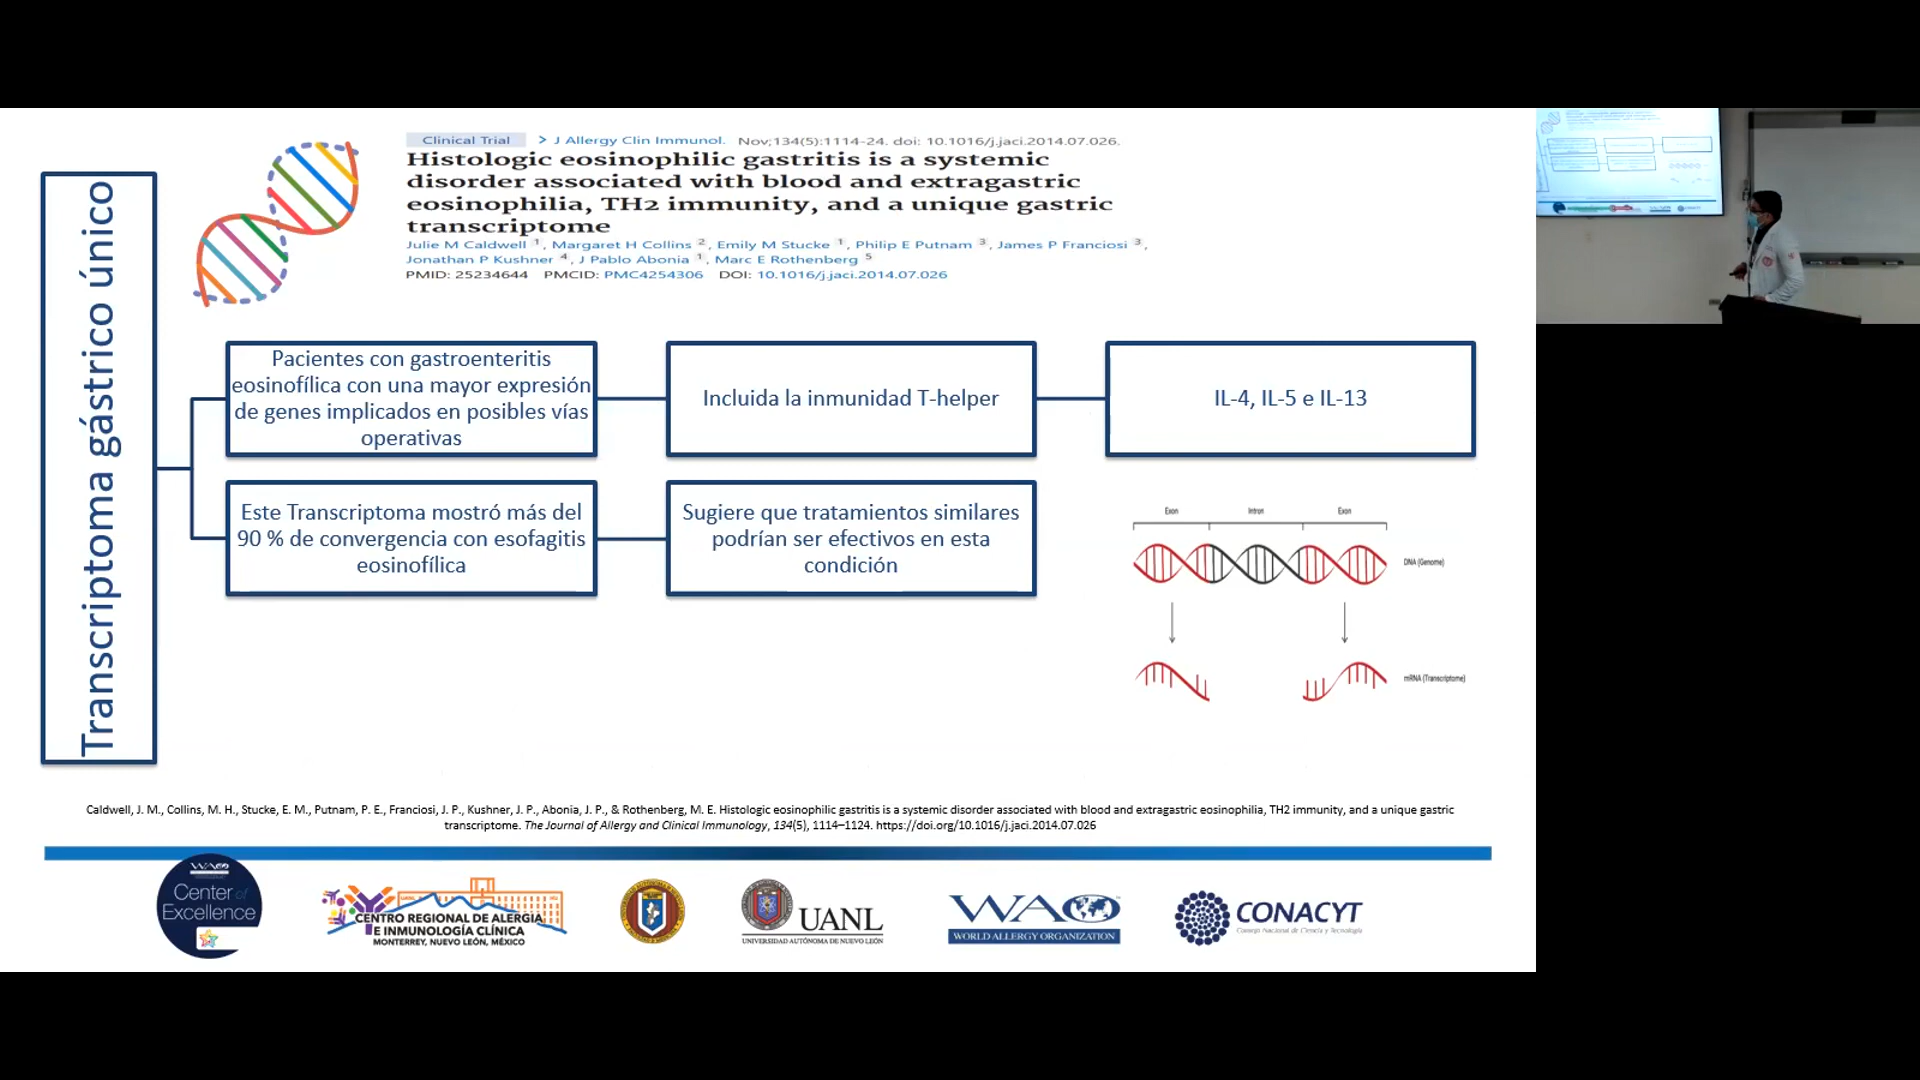 Clinical Trial > J Allergy Clin Immunol. Nov;134(5):1114-24. doi: 10.1016/j.jaci.2014.07.026.
Histologic eosinophilic gastritis is a systemic
disorder associated with blood and extragastric
eosinophilia, TH2 immunity, and a unique gastric
transcriptome
Julie M Caldwell 1, Margaret H Collins 2, Emily M Stucke 1, Philip E Putnam 3, James P Franciosi 3,
Jonathan P Kushner 4, J Pablo Abonia 1, Marc E Rothenberg 5
PMID: 25234644 PMCID: PMC4254306 DOI: 10.1016/j.jaci.2014.07.026
Transcriptoma gástrico único
Pacientes con gastroenteritis
eosinofílica con una mayor expresión
de genes implicados en posibles vías
operativas
Incluida la inmunidad T-helper
IL-4, IL-5 e IL-13
Este Transcriptoma mostró más del
90 % de convergencia con esofagitis
eosinofílica
Sugiere que tratamientos similares
podrían ser efectivos en esta
condición
Exon Intron Exon
DNA (Genome)
mRNA (Transcriptome)
Caldwell, J. M., Collins, M. H., Stucke, E. M., Putnam, P. E., Franciosi, J. P., Kushner, J. P., Abonia, J. P., & Rothenberg, M. E. Histologic eosinophilic gastritis is a systemic disorder associated with blood and extragastric eosinophilia, TH2 immunity, and a unique gastric
transcriptome. The Journal of Allergy and Clinical Immunology, 134(5), 1114–1124. https://doi.org/10.1016/j.jaci.2014.07.026
WAO
Center of
Excellence
CENTRO REGIONAL DE ALERGIA
E INMUNOLOGÍA CLÍNICA
MONTERREY, NUEVO LEÓN, MÉXICO
UANL
UNIVERSIDAD AUTÓNOMA DE NUEVO LEÓN
WAO
WORLD ALLERGY ORGANIZATION
CONACYT
Consejo Nacional de Ciencia y Tecnología